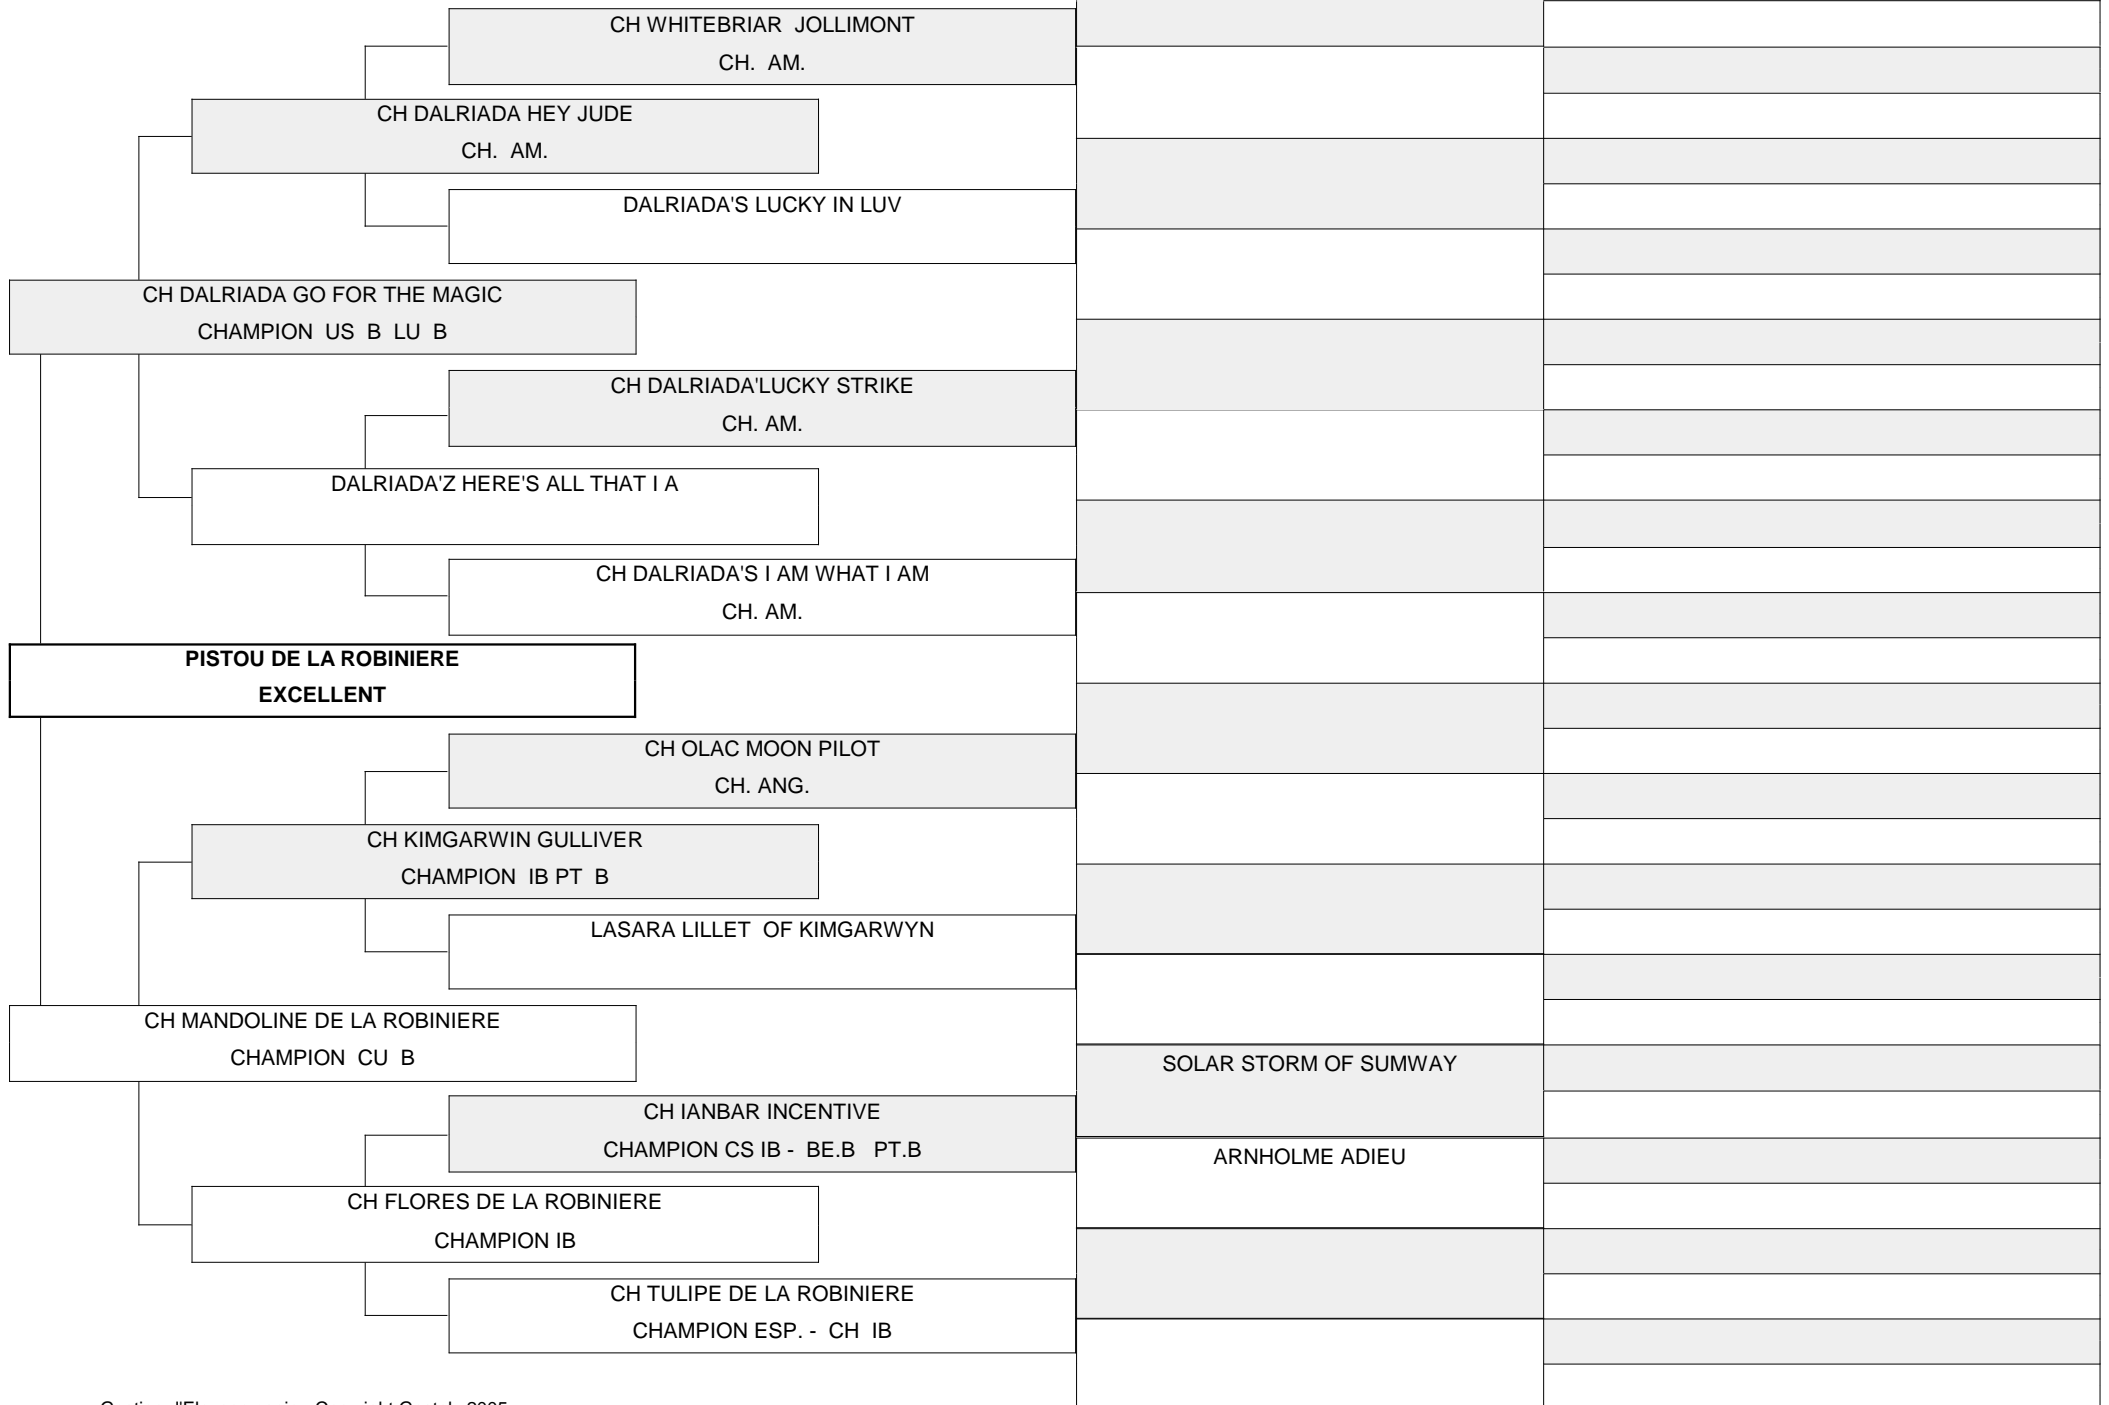 CH WHITEBRIAR JOLLIMONT
CH. AM.
CH DALRIADA HEY JUDE
CH. AM.
DALRIADA'S LUCKY IN LUV
CH DALRIADA GO FOR THE MAGIC
CHAMPION US B LU B
CH DALRIADA'LUCKY STRIKE
CH. AM.
DALRIADA'Z HERE'S ALL THAT I A
CH DALRIADA'S I AM WHAT I AM
CH. AM.
PISTOU DE LA ROBINIERE
EXCELLENT
CH OLAC MOON PILOT
CH. ANG.
CH KIMGARWIN GULLIVER
CHAMPION IB PT B
LASARA LILLET OF KIMGARWYN
CH MANDOLINE DE LA ROBINIERE
CHAMPION CU B
SOLAR STORM OF SUMWAY
CH IANBAR INCENTIVE
CHAMPION CS IB - BE.B PT.B
ARNHOLME ADIEU
CH FLORES DE LA ROBINIERE
CHAMPION IB
CH TULIPE DE LA ROBINIERE
CHAMPION ESP. - CH IB